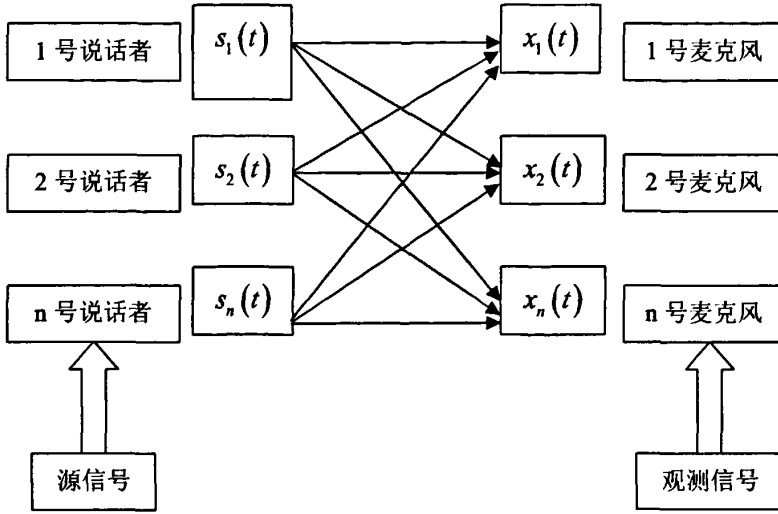 1 号说话者
s₁(t)
x₁(t)
1 号麦克风
2 号说话者
s₂(t)
x₂(t)
2 号麦克风
n 号说话者
sₙ(t)
xₙ(t)
n 号麦克风
源信号
观测信号